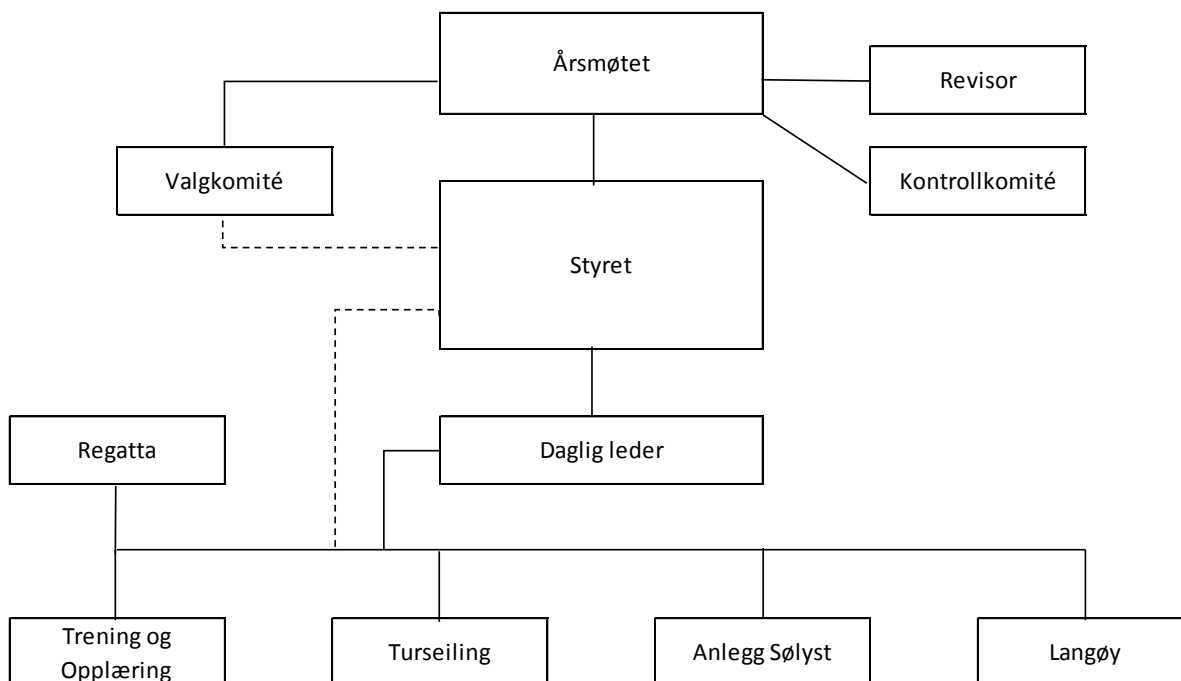 Årsmøtet
Revisor
Valgkomité
Kontrollkomité
Styret
Regatta
Daglig leder
Trening og
Opplæring
Turseiling
Anlegg Sølyst
Langøy